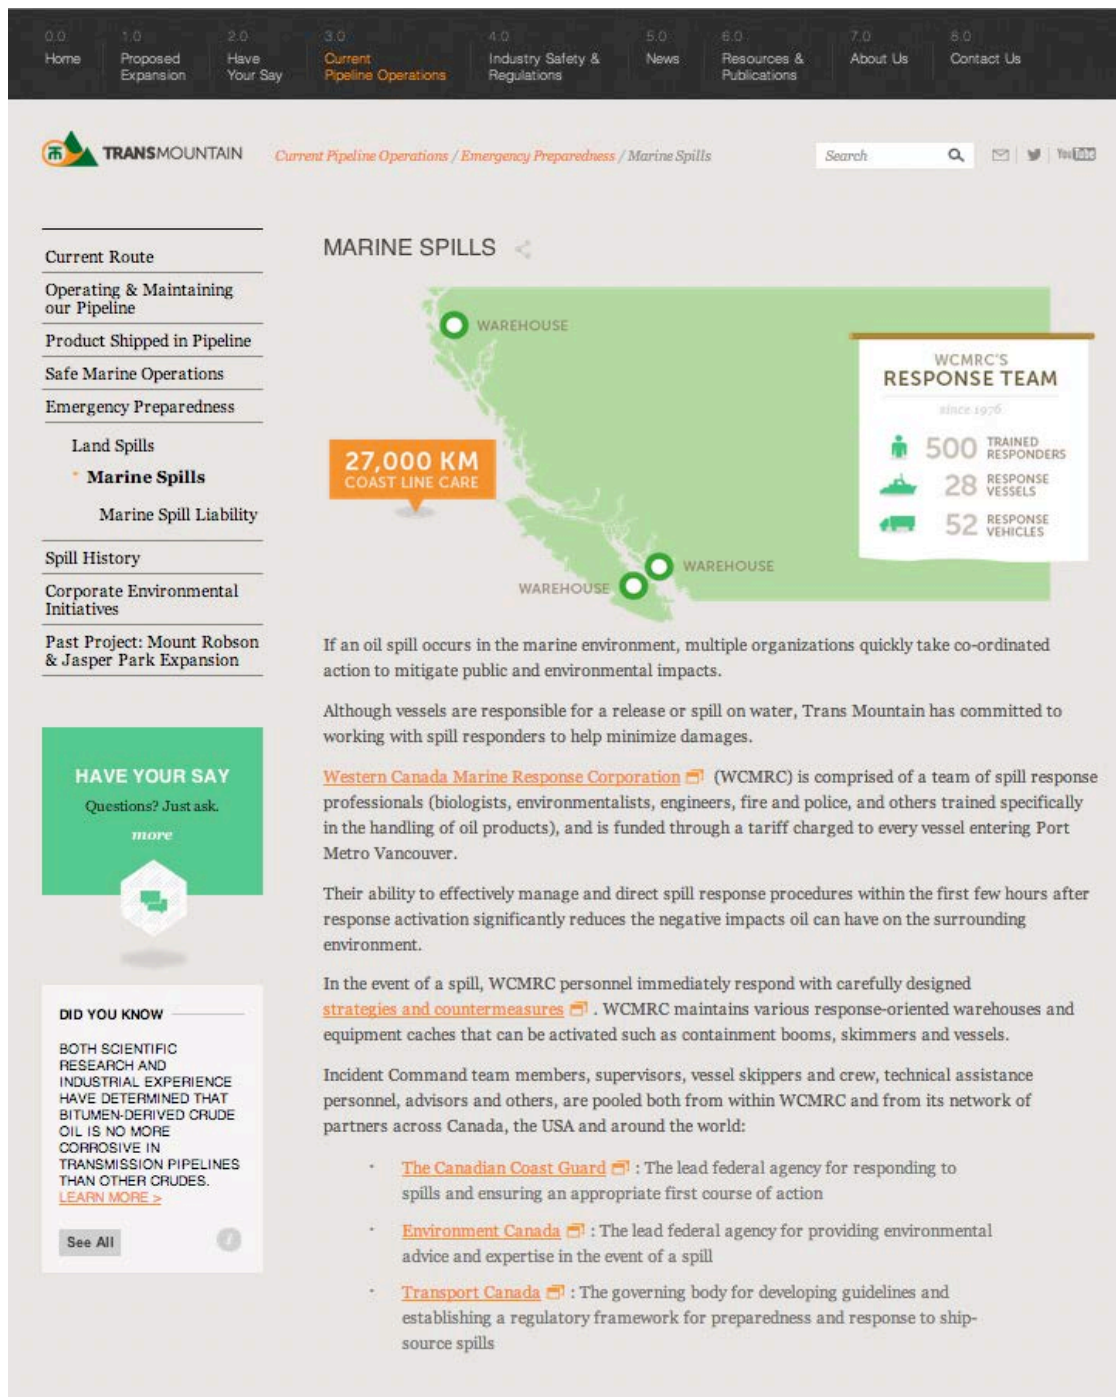 0.0 1.0 2.0 3.0 4.0 5.0 6.0 7.0 8.0
Home Proposed Have Current Industry Safety & News Resources & About Us Contact Us
Expansion Your Say Pipeline Operations Regulations Publications
TRANSMOUNTAIN
Current Pipeline Operations / Emergency Preparedness / Marine Spills
Search
YouTube
Current Route
Operating & Maintaining
our Pipeline
Product Shipped in Pipeline
Safe Marine Operations
Emergency Preparedness
Land Spills
Marine Spills
Marine Spill Liability
Spill History
Corporate Environmental
Initiatives
Past Project: Mount Robson
& Jasper Park Expansion
HAVE YOUR SAY
Questions? Just ask.
more
DID YOU KNOW
BOTH SCIENTIFIC
RESEARCH AND
INDUSTRIAL EXPERIENCE
HAVE DETERMINED THAT
BITUMEN-DERIVED CRUDE
OIL IS NO MORE
CORROSIVE IN
TRANSMISSION PIPELINES
THAN OTHER CRUDES.
LEARN MORE >
See All
MARINE SPILLS
WAREHOUSE
27,000 KM
COAST LINE CARE
WAREHOUSE
WAREHOUSE
WCMRC'S
RESPONSE TEAM
since 1976
500 TRAINED
RESPONDERS
28 RESPONSE
VESSELS
52 RESPONSE
VEHICLES
If an oil spill occurs in the marine environment, multiple organizations quickly take co-ordinated
action to mitigate public and environmental impacts.
Although vessels are responsible for a release or spill on water, Trans Mountain has committed to
working with spill responders to help minimize damages.
Western Canada Marine Response Corporation (WCMRC) is comprised of a team of spill response
professionals (biologists, environmentalists, engineers, fire and police, and others trained specifically
in the handling of oil products), and is funded through a tariff charged to every vessel entering Port
Metro Vancouver.
Their ability to effectively manage and direct spill response procedures within the first few hours after
response activation significantly reduces the negative impacts oil can have on the surrounding
environment.
In the event of a spill, WCMRC personnel immediately respond with carefully designed
strategies and countermeasures . WCMRC maintains various response-oriented warehouses and
equipment caches that can be activated such as containment booms, skimmers and vessels.
Incident Command team members, supervisors, vessel skippers and crew, technical assistance
personnel, advisors and others, are pooled both from within WCMRC and from its network of
partners across Canada, the USA and around the world:
The Canadian Coast Guard : The lead federal agency for responding to
spills and ensuring an appropriate first course of action
Environment Canada : The lead federal agency for providing environmental
advice and expertise in the event of a spill
Transport Canada : The governing body for developing guidelines and
establishing a regulatory framework for preparedness and response to ship-
source spills